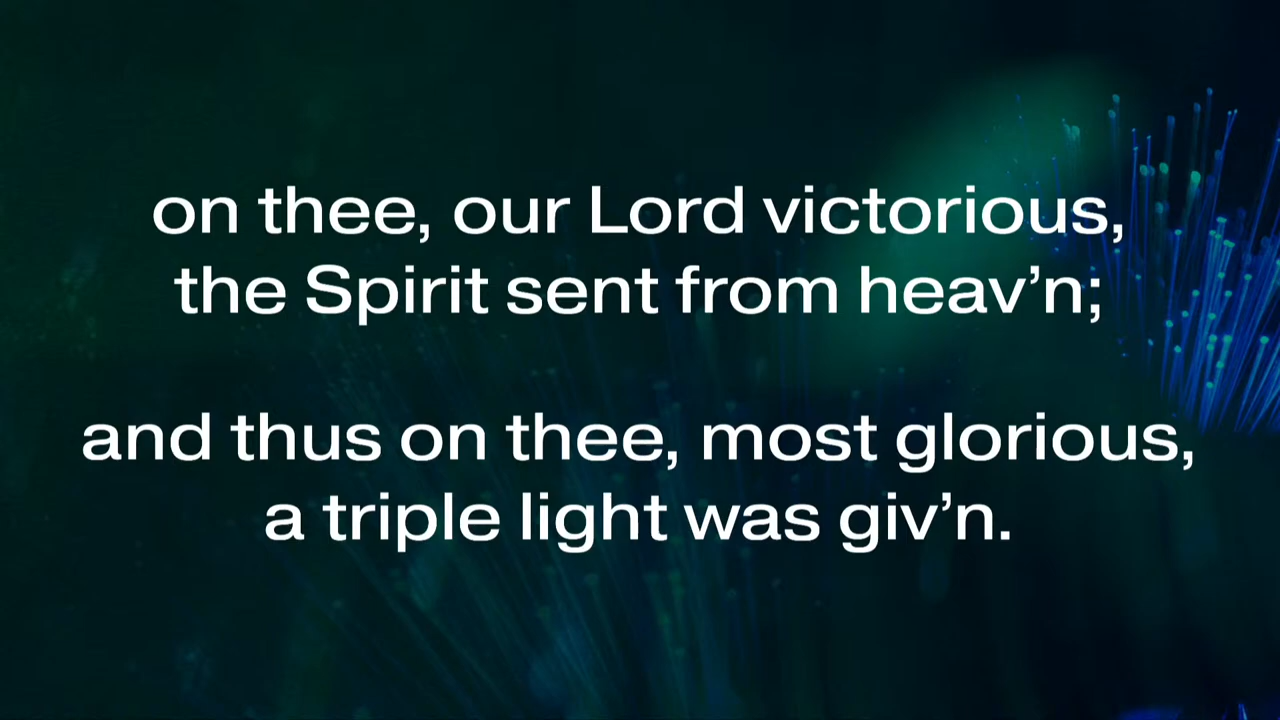 on thee, our Lord victorious,
the Spirit sent from heav’n;
and thus on thee, most glorious,
a triple light was giv’n.